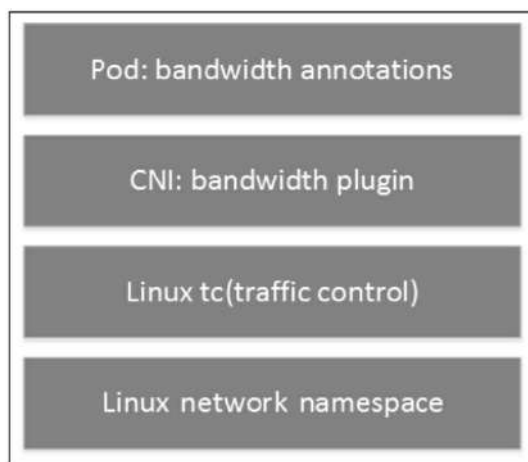 Pod: bandwidth annotations
CNI: bandwidth plugin
Linux tc(traffic control)
Linux network namespace